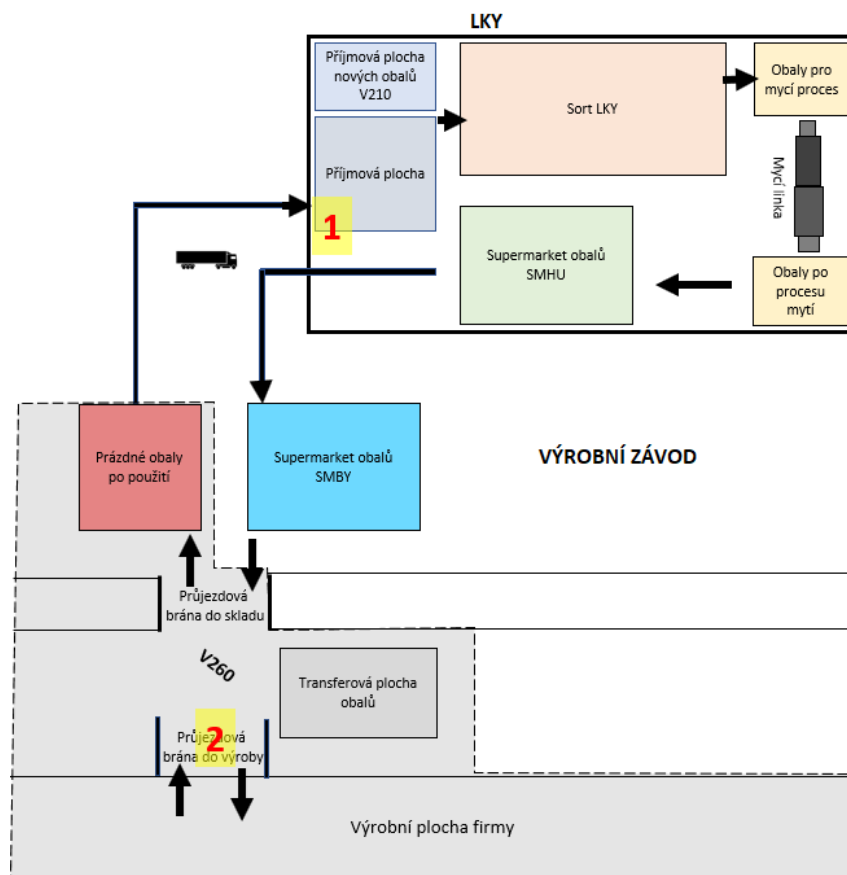 LKY
Příjmová plocha
nových obalů
V210
Příjmová plocha
1
Sort LKY
Obaly pro
mycí proces
Mycí linka
Supermarket obalů
SMHU
Obaly po
procesu
mytí
Prázdné obaly
po použití
Supermarket obalů
SMBY
VÝROBNÍ ZÁVOD
Průjezdová
brána do skladu
V260
Transferová plocha
obalů
2
Průjezdová
brána do výroby
Výrobní plocha firmy